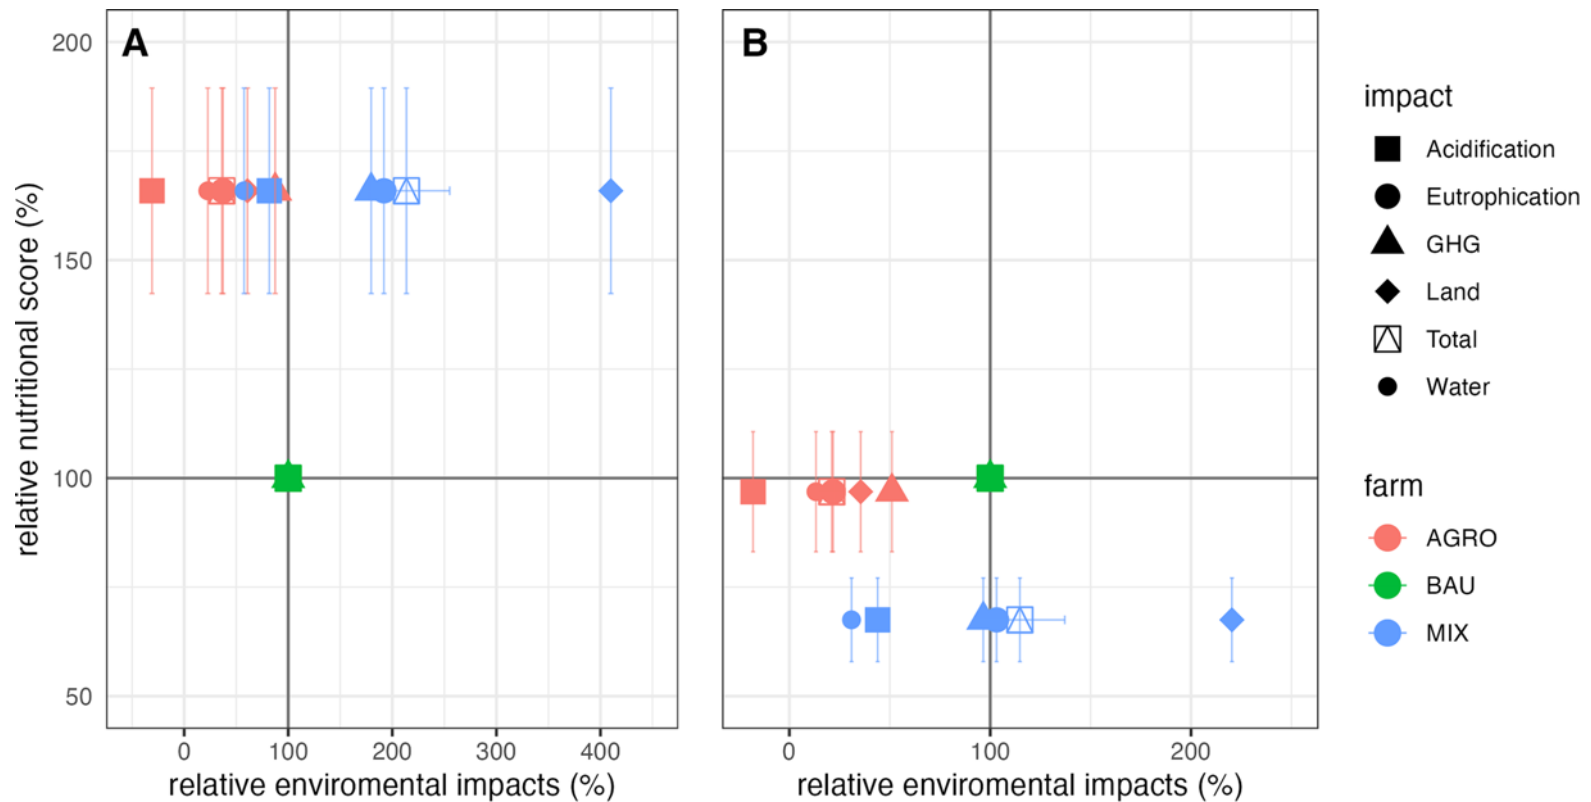 A
B
200
150
100
50
relative nutritional score (%)
0 100 200 300 400
relative enviromental impacts (%)
0 100 200
relative enviromental impacts (%)
impact
Acidification
Eutrophication
GHG
Land
Total
Water
farm
AGRO
BAU
MIX